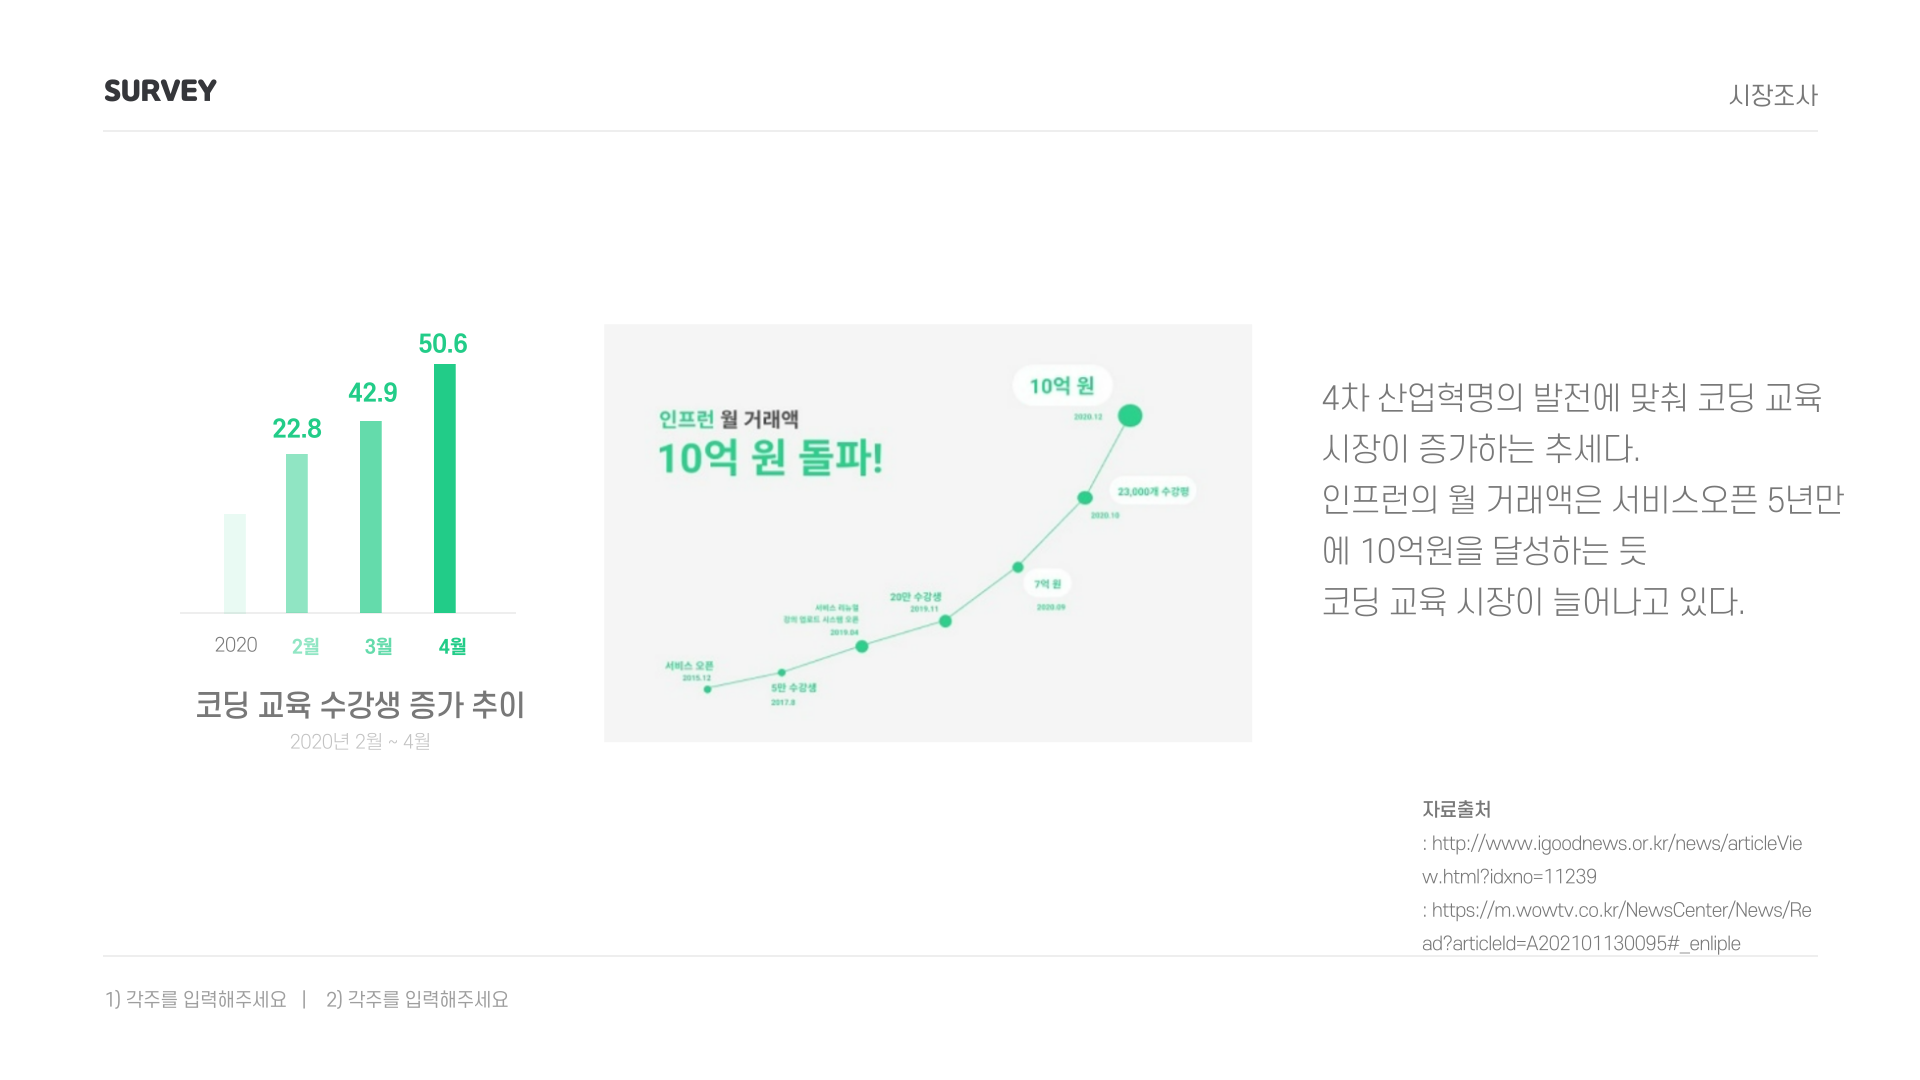 SURVEY
시장조사
50.6
42.9
22.8
2020
2월
3월
4월
코딩 교육 수강생 증가 추이
2020년 2월 ~ 4월
인프런 월 거래액
10억 원 돌파!
10억 원
2020.12
23,000개 수강평
2020.10
7억 원
2020.09
20만 수강생
2019.11
서비스 리뉴얼
강의 업로드 시스템 오픈
2019.04
서비스 오픈
2015.12
5만 수강생
2017.8
4차 산업혁명의 발전에 맞춰 코딩 교육
시장이 증가하는 추세다.
인프런의 월 거래액은 서비스오픈 5년만
에 10억원을 달성하는 듯
코딩 교육 시장이 늘어나고 있다.
자료출처
: http://www.igoodnews.or.kr/news/articleVie
w.html?idxno=11239
: https://m.wowtv.co.kr/NewsCenter/News/Re
ad?articleId=A202101130095#_enliple
1) 각주를 입력해주세요 | 2) 각주를 입력해주세요